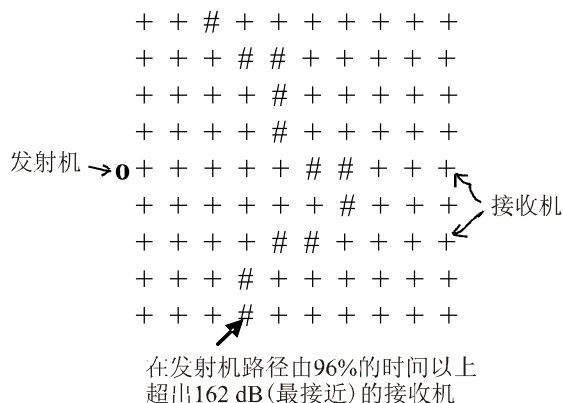 + + # + + + + + + +
+ + + # # + + + + +
+ + + + # + + + + +
+ + + + # + + + + +
发射机 o + + + + + # # + + +
+ + + + + + # + + +
接收机
+ + + + # # + + + +
+ + + # + + + + + +
+ + + # + + + + + +
在发射机路径由96%的时间以上
超出162 dB(最接近)的接收机